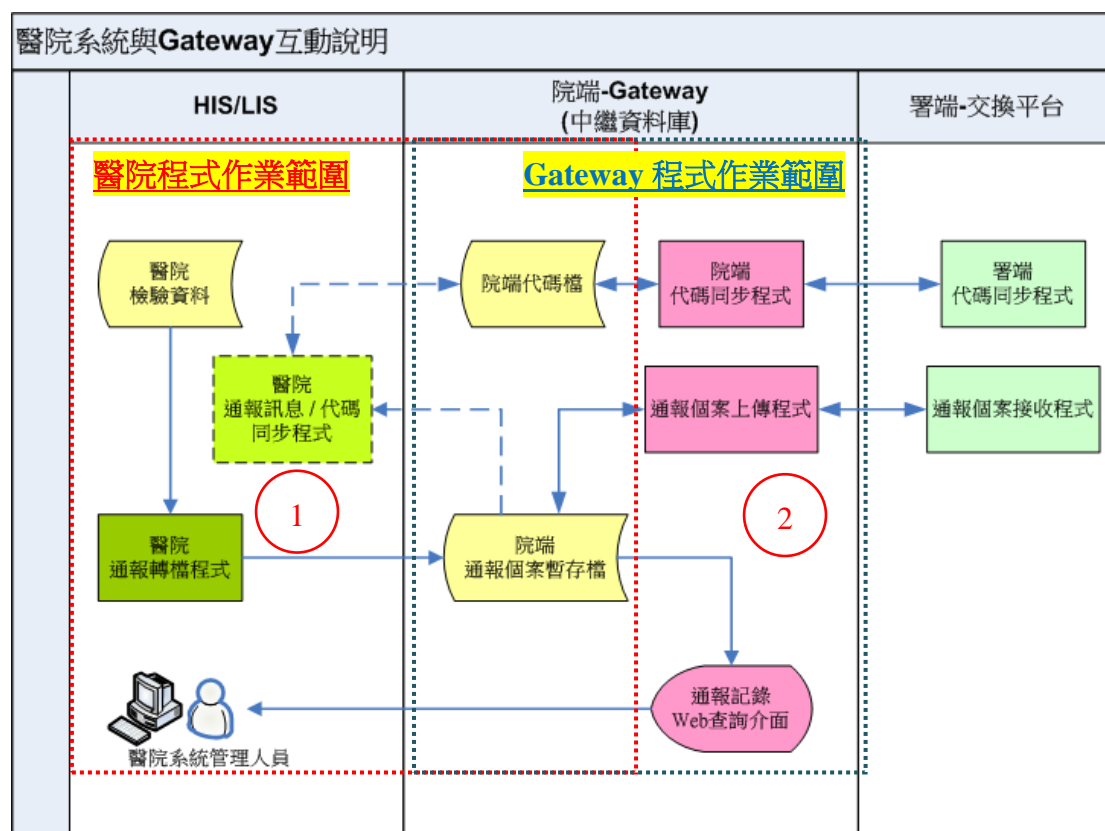 醫院系統與Gateway互動說明
HIS/LIS
院端-Gateway
(中繼資料庫)
署端-交換平台
醫院程式作業範圍
Gateway 程式作業範圍
醫院
檢驗資料
院端代碼檔
院端
代碼同步程式
署端
代碼同步程式
醫院
通報訊息 / 代碼
同步程式
通報個案上傳程式
通報個案接收程式
1
2
醫院
通報轉檔程式
院端
通報個案暫存檔
通報記錄
Web查詢介面
醫院系統管理人員